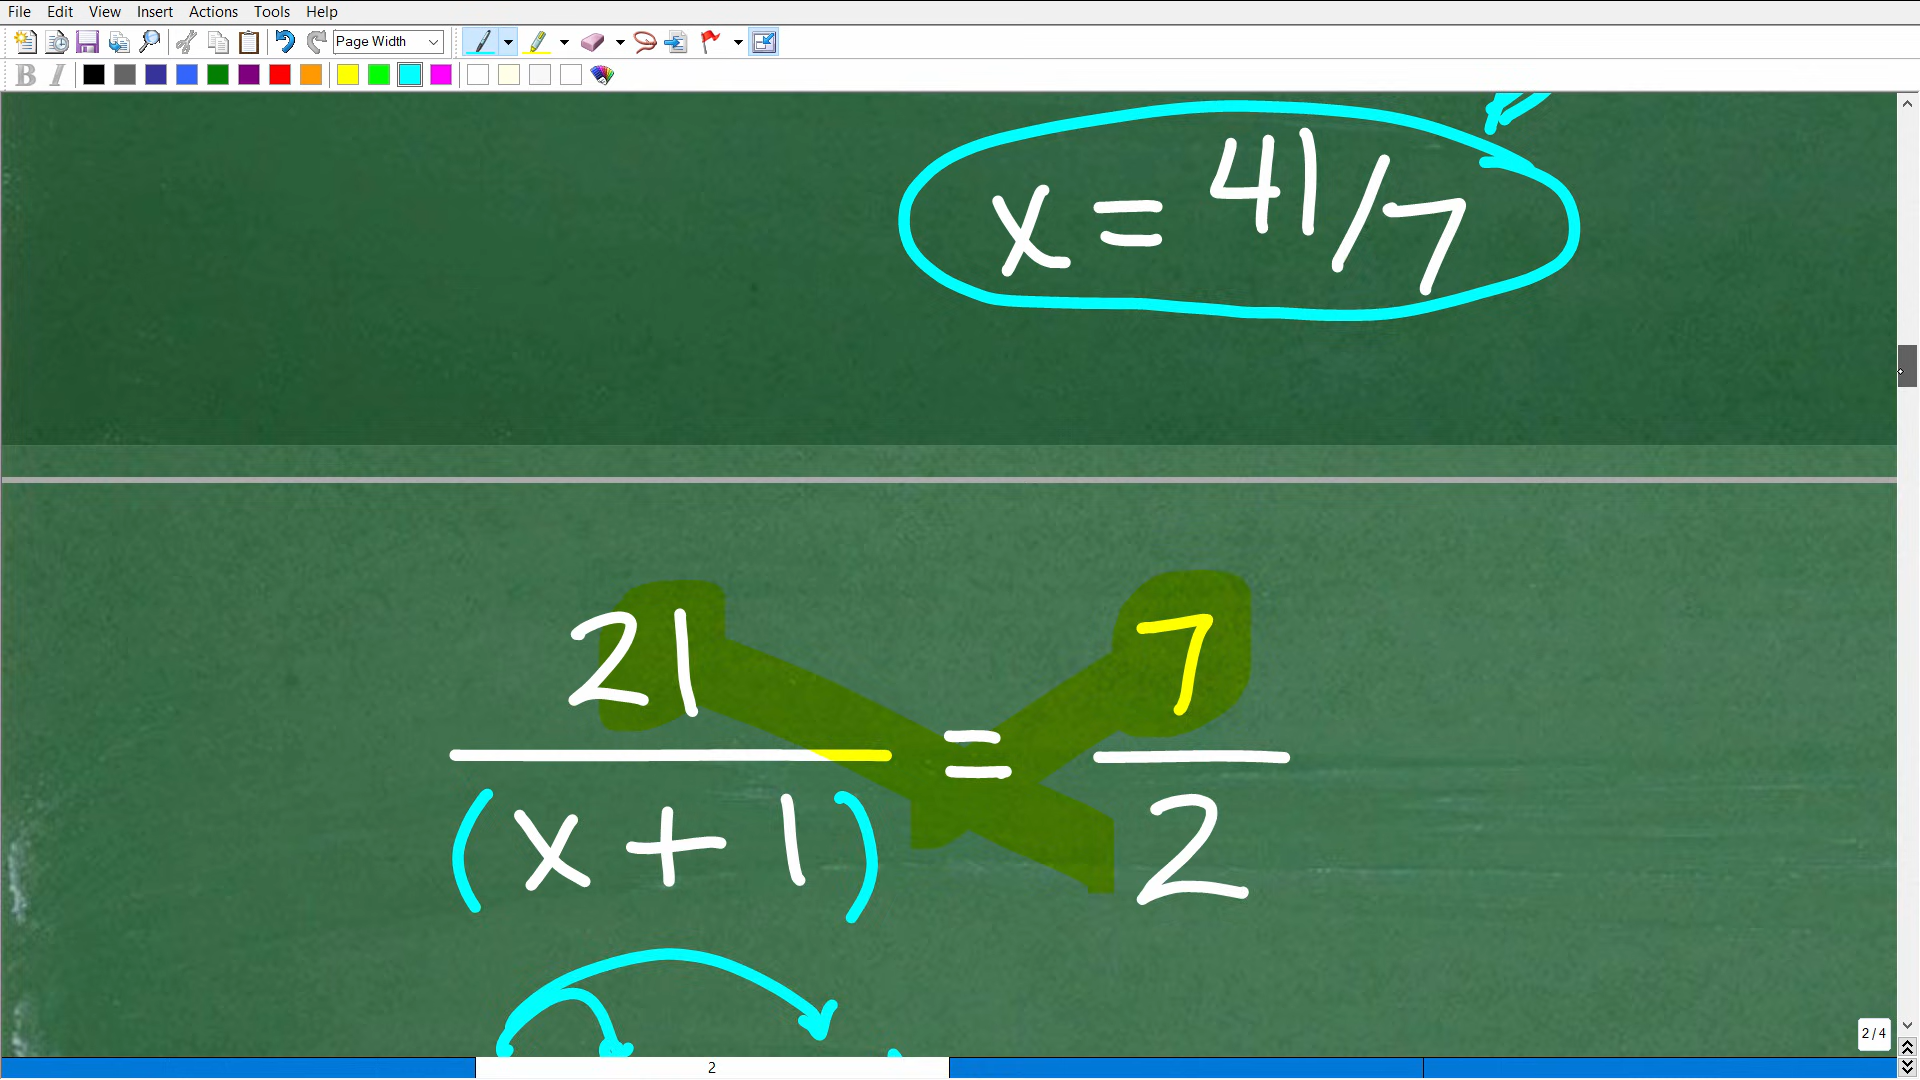 File Edit View Insert Actions Tools Help
Page Width
B I
x = 41/7
21 = 7
(x + 1) 2
2 / 4
2